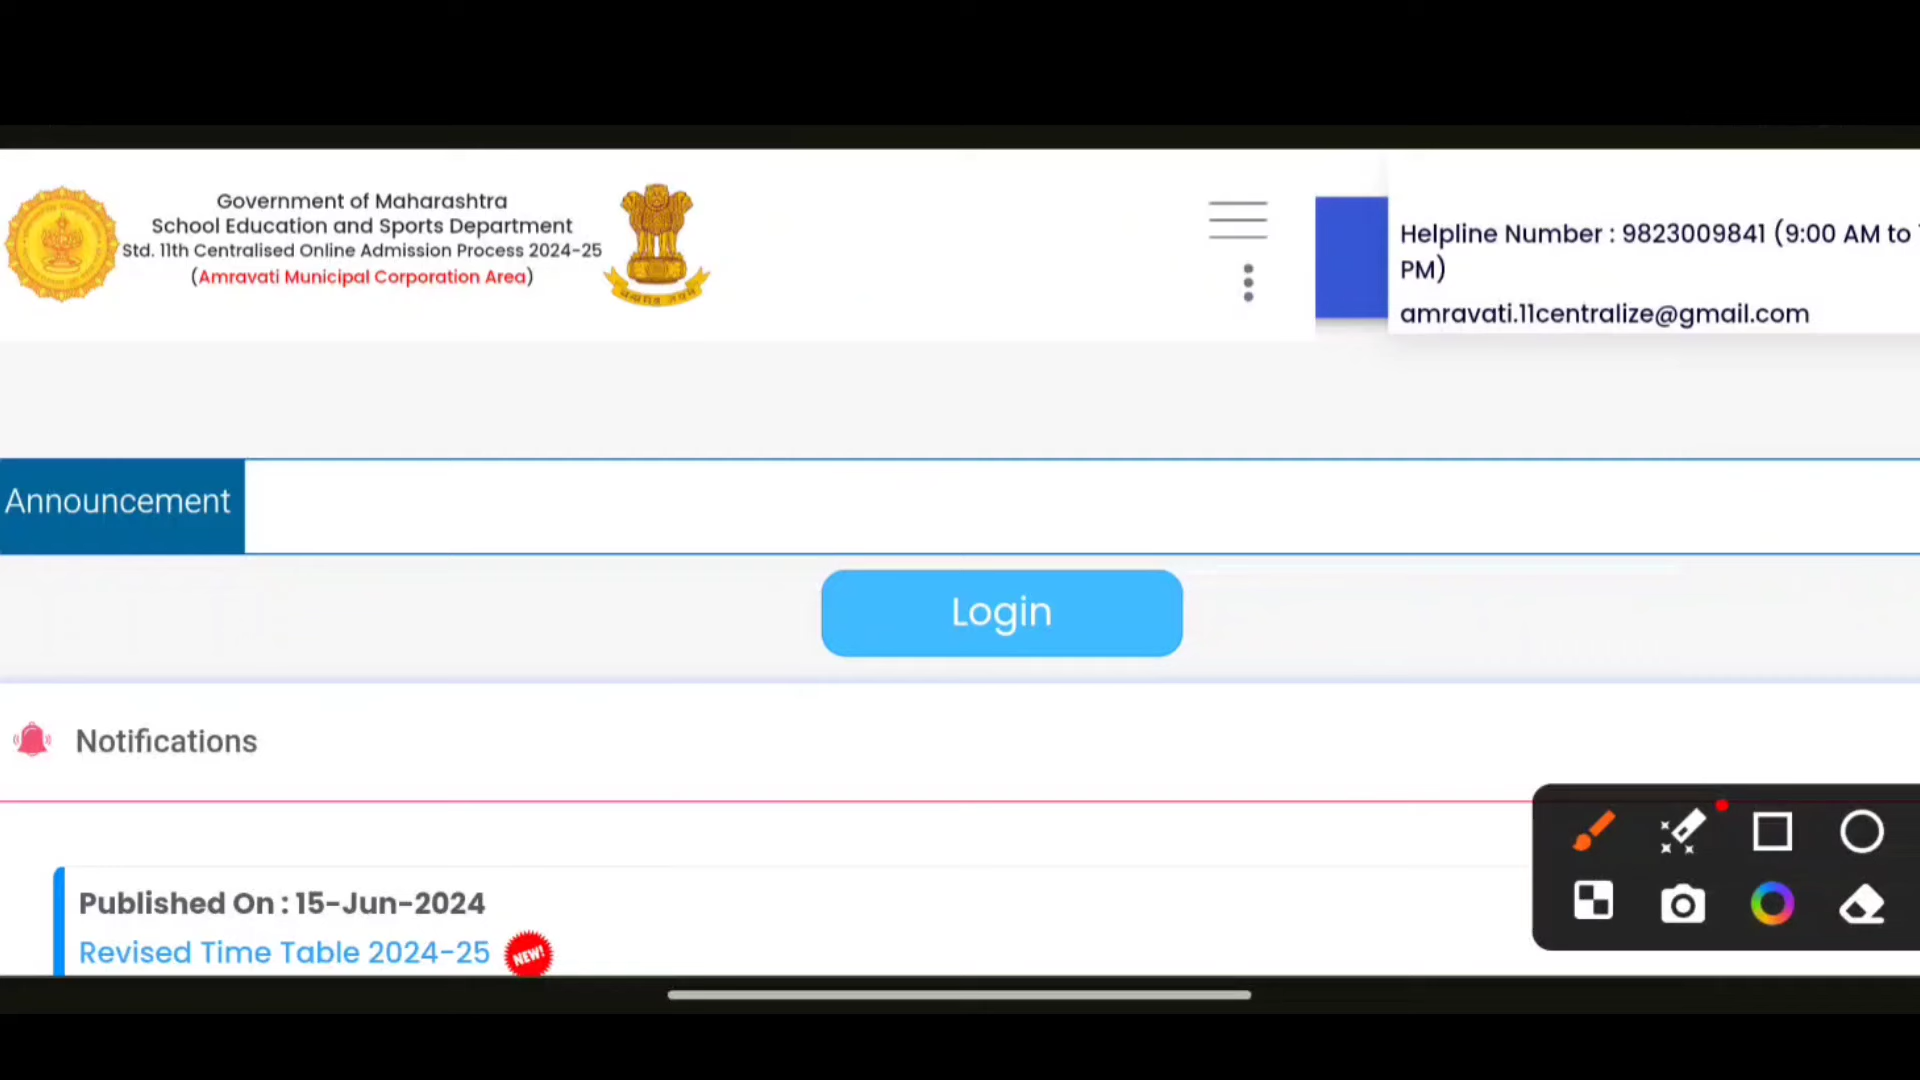 Government of Maharashtra
School Education and Sports Department
Std. 11th Centralised Online Admission Process 2024-25
(Amravati Municipal Corporation Area)
Helpline Number : 9823009841 (9:00 AM to
PM)
amravati.11centralize@gmail.com
Announcement
Login
Notifications
Published On : 15-Jun-2024
Revised Time Table 2024-25
NEW!